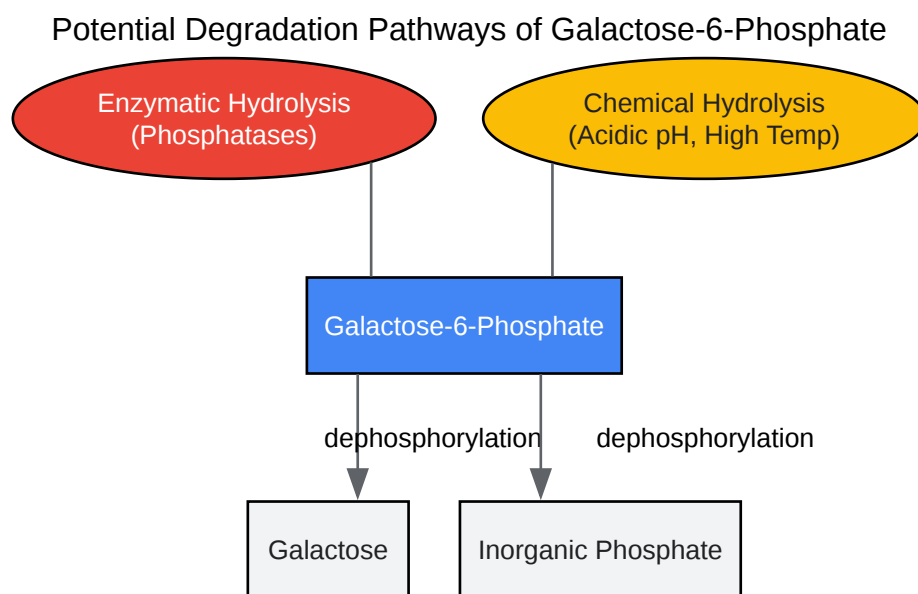 Potential Degradation Pathways of Galactose-6-Phosphate
Enzymatic Hydrolysis
(Phosphatases)
Chemical Hydrolysis
(Acidic pH, High Temp)
Galactose-6-Phosphate
dephosphorylation
dephosphorylation
Galactose
Inorganic Phosphate